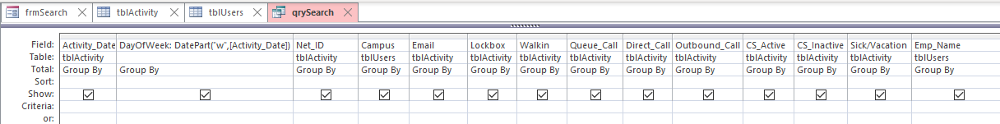 frmSearch tblActivity tblUsers qrySearch
Field: Activity_Date DayOfWeek: DatePart("w",[Activity_Date]) Net_ID Campus Email Lockbox Walkin Queue_Call Direct_Call Outbound_Call CS_Active CS_Inactive Sick/Vacation Emp_Name
Table: tblActivity tblActivity tblUsers tblActivity tblActivity tblActivity tblActivity tblActivity tblActivity tblActivity tblActivity tblActivity tblUsers
Total: Group By Group By Group By Group By Group By Group By Group By Group By Group By Group By Group By Group By Group By Group By
Sort:
Show:
Criteria:
or: